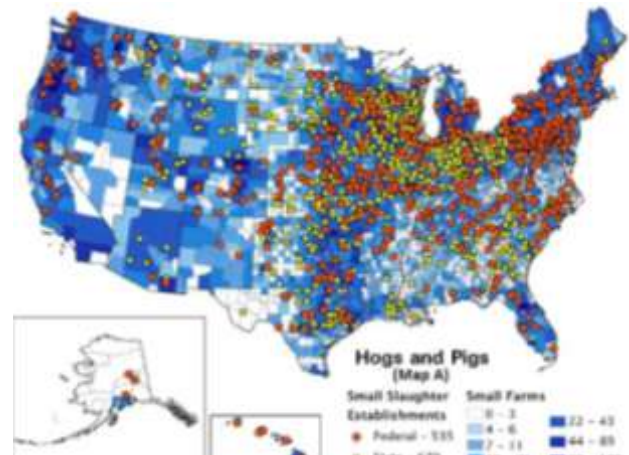 Hogs and Pigs
(Map A)
Small Slaughter
Establishments
Federal - 535
Small Farms
0 - 3
4 - 6
7 - 11
22 - 43
44 - 89